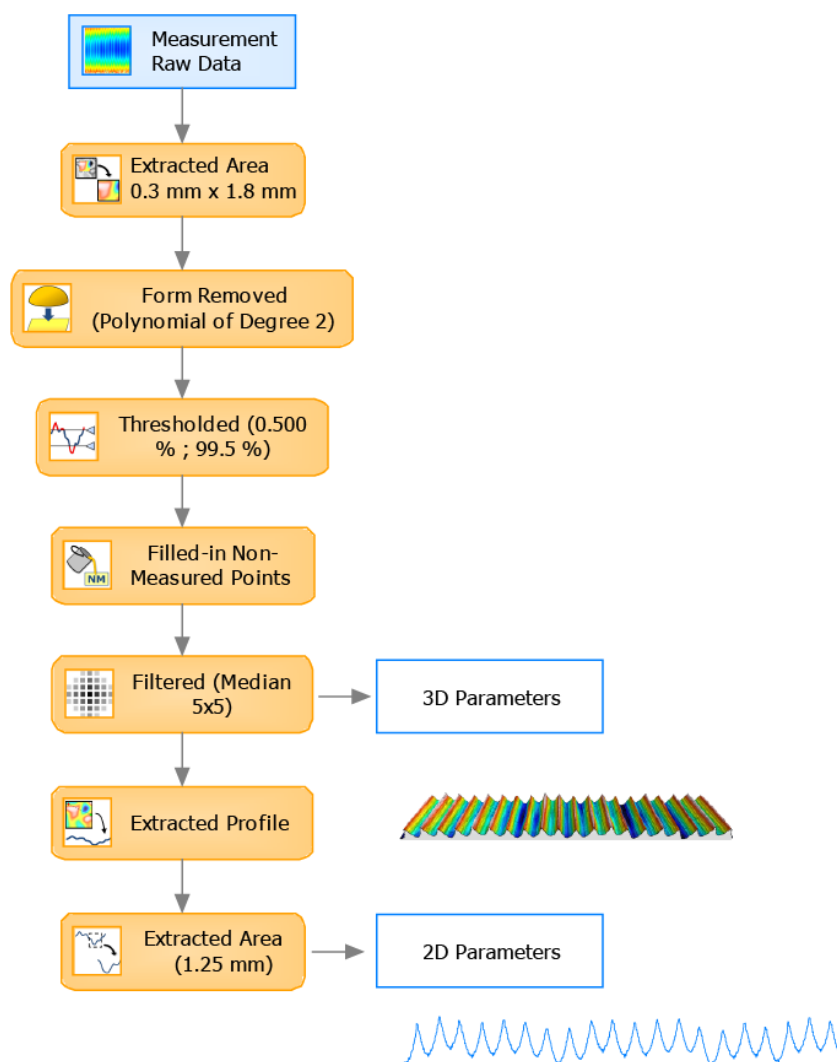 Measurement
Raw Data
Extracted Area
0.3 mm x 1.8 mm
Form Removed
(Polynomial of Degree 2)
Thresholded (0.500
% ; 99.5 %)
Filled-in Non-
Measured Points
NM
Filtered (Median
5x5)
3D Parameters
Extracted Profile
Extracted Area
(1.25 mm)
2D Parameters